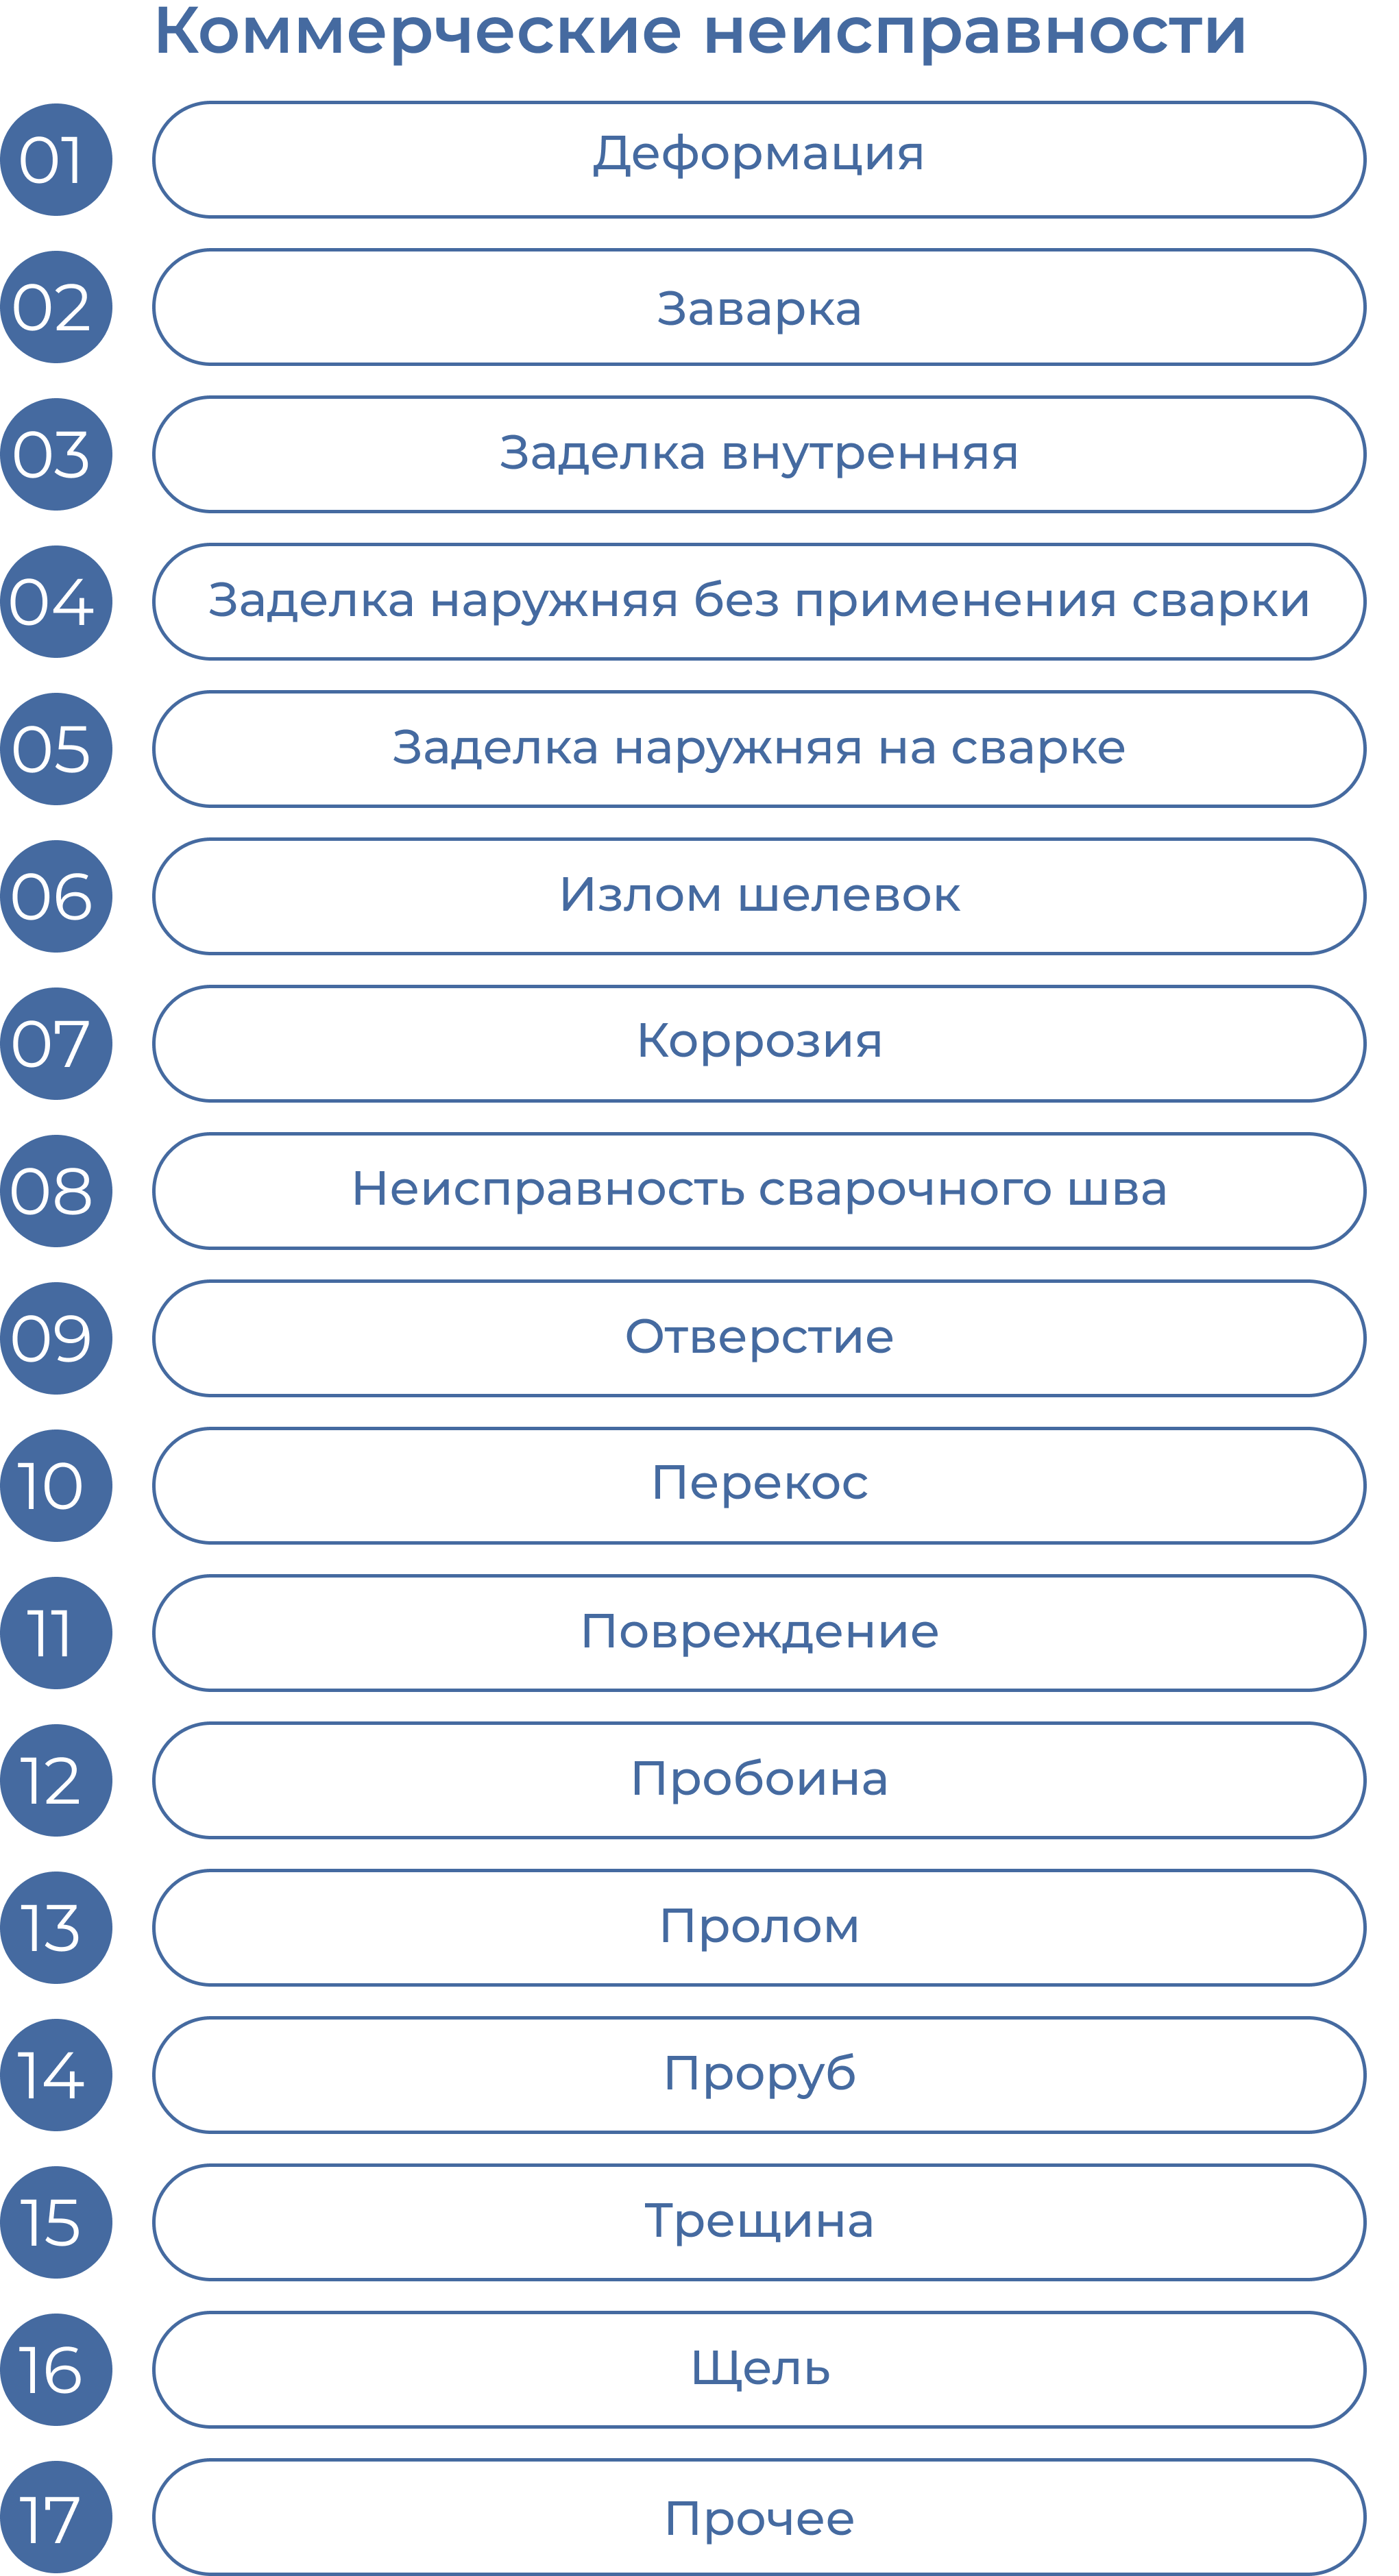 Коммерческие неисправности
01 Деформация
02 Заварка
03 Заделка внутренняя
04 Заделка наружняя без применения сварки
05 Заделка наружняя на сварке
06 Излом шелевок
07 Коррозия
08 Неисправность сварочного шва
09 Отверстие
10 Перекос
11 Повреждение
12 Пробоина
13 Пролом
14 Проруб
15 Трещина
16 Щель
17 Прочее